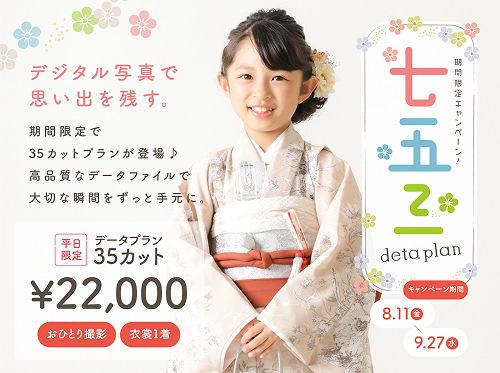 デジタル写真で
思い出を残す。
期間限定で
35カットプランが登場♪
高品質なデータファイルで
大切な瞬間をずっと手元に。
平日
限定
データプラン
35カット
¥22,000
おひとり撮影
衣裳1着
期間限定キャンペーン!
七五三
deta plan
キャンペーン期間
8.11金
9.27水